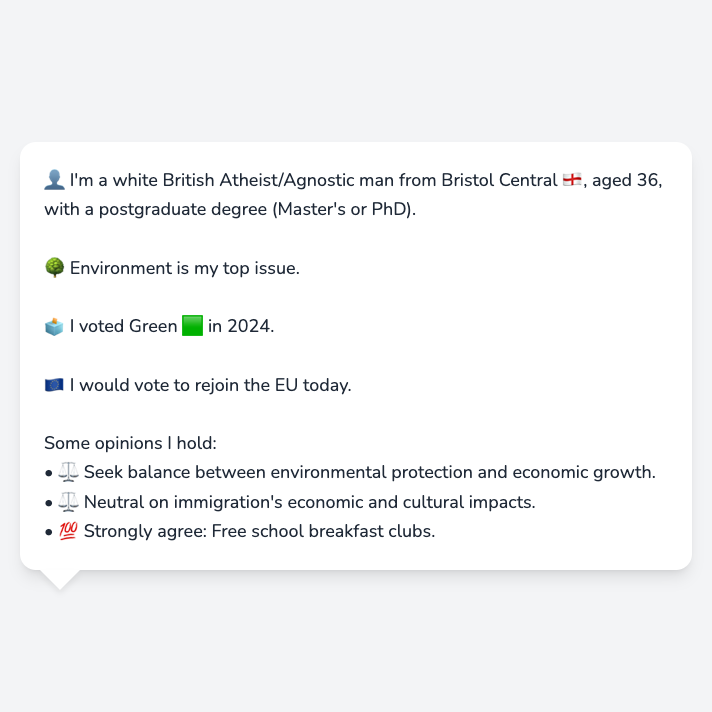 👤 I'm a white British Atheist/Agnostic man from Bristol Central 🏴󠁧󠁢󠁥󠁮󠁧󠁿, aged 36,
with a postgraduate degree (Master's or PhD).
🌳 Environment is my top issue.
🗳️ I voted Green 🟩 in 2024.
🇪🇺 I would vote to rejoin the EU today.
Some opinions I hold:
• ⚖️ Seek balance between environmental protection and economic growth.
• ⚖️ Neutral on immigration's economic and cultural impacts.
• 💯 Strongly agree: Free school breakfast clubs.